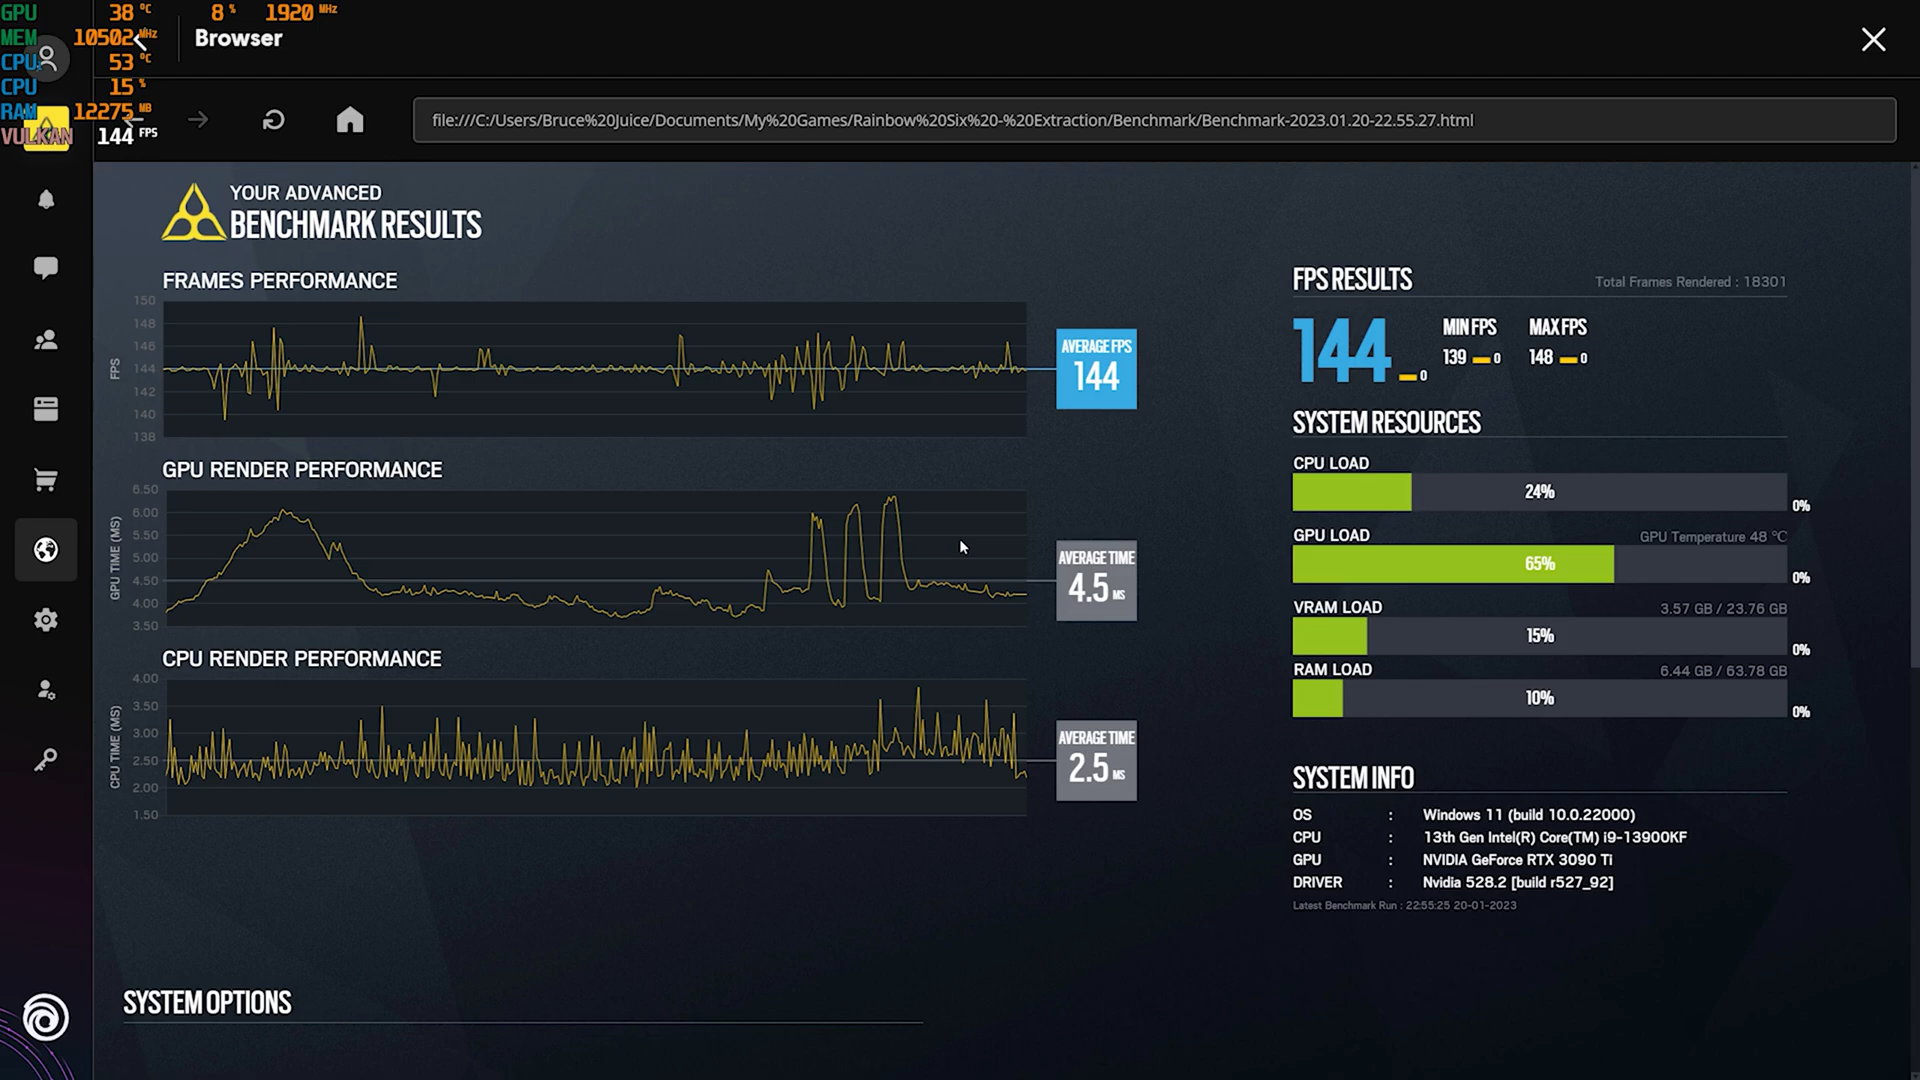 GPU 38 °C 8 % 1920 MHz
MEM 10502 MHz
CPU 53 °C
CPU 15 %
RAM 12275 MB
VULKAN 144 FPS
Browser
file:///C:/Users/Bruce%20Juice/Documents/My%20Games/Rainbow%20Six%20-%20Extraction/Benchmark/Benchmark-2023.01.20-22.55.27.html
YOUR ADVANCED
BENCHMARK RESULTS
FRAMES PERFORMANCE
150
148
146
144
142
140
138
FPS
AVERAGE FPS
144
GPU RENDER PERFORMANCE
6.50
6.00
5.50
5.00
4.50
4.00
3.50
GPU TIME (MS)
AVERAGE TIME
4.5 MS
CPU RENDER PERFORMANCE
4.00
3.50
3.00
2.50
2.00
1.50
CPU TIME (MS)
AVERAGE TIME
2.5 MS
FPS RESULTS
Total Frames Rendered : 18301
144 0
MIN FPS
139 0
MAX FPS
148 0
SYSTEM RESOURCES
CPU LOAD
24%
0%
GPU LOAD
GPU Temperature 48 °C
65%
0%
VRAM LOAD
3.57 GB / 23.76 GB
15%
0%
RAM LOAD
6.44 GB / 63.78 GB
10%
0%
SYSTEM INFO
OS : Windows 11 (build 10.0.22000)
CPU : 13th Gen Intel(R) Core(TM) i9-13900KF
GPU : NVIDIA GeForce RTX 3090 Ti
DRIVER : Nvidia 528.2 [build r527_92]
Latest Benchmark Run : 22:55:25 20-01-2023
SYSTEM OPTIONS